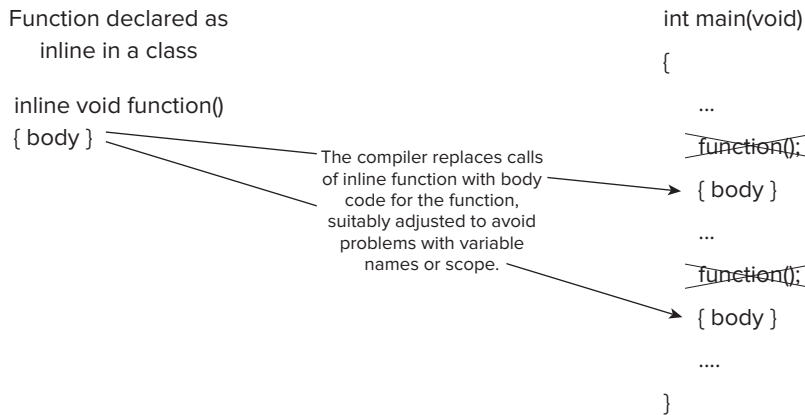 Function declared as
inline in a class
inline void function()
{ body }
The compiler replaces calls
of inline function with body
code for the function,
suitably adjusted to avoid
problems with variable
names or scope.
int main(void)
{
...
function();
{ body }
...
function();
{ body }
....
}